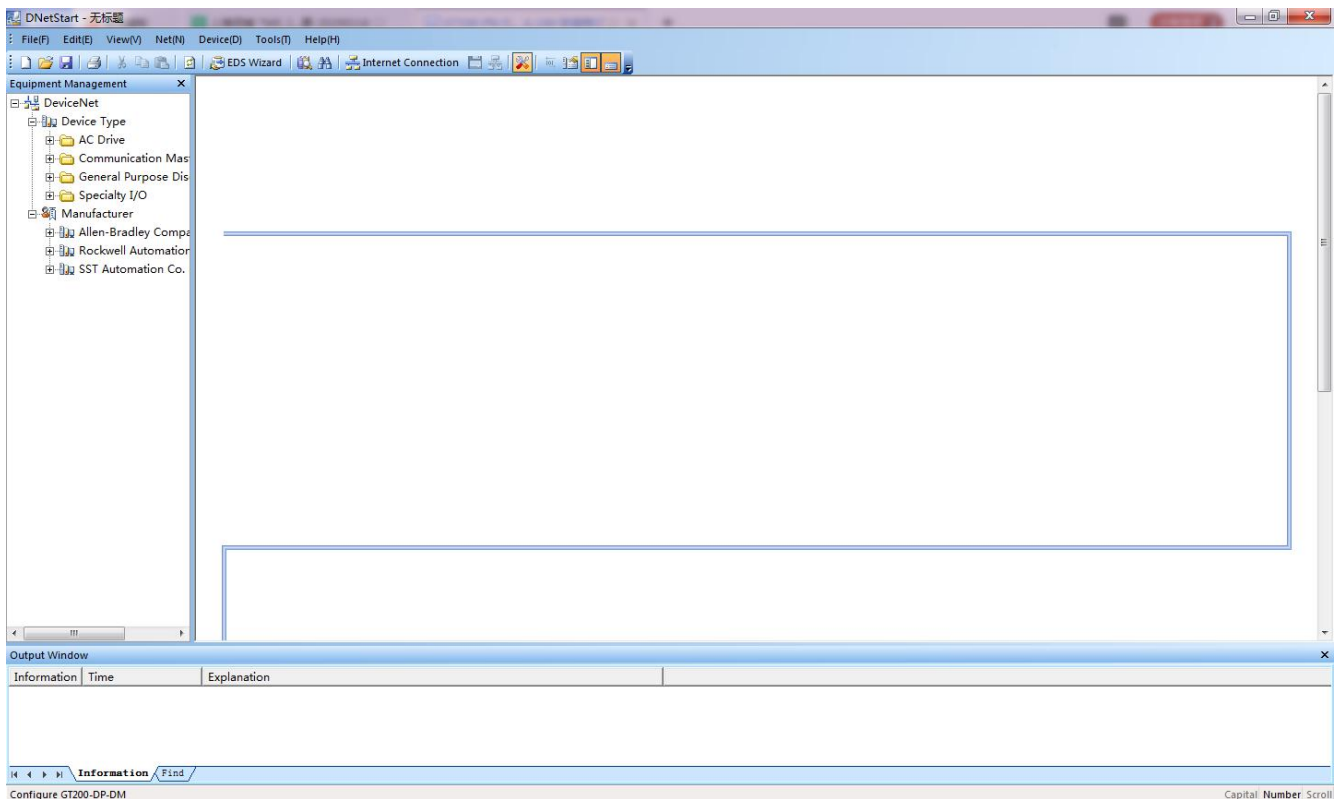 DNetStart - 无标题
File(F) Edit(E) View(V) Net(N) Device(D) Tools(T) Help(H)
EDS Wizard Internet Connection
Equipment Management
DeviceNet
Device Type
AC Drive
Communication Mas
General Purpose Dis
Specialty I/O
Manufacturer
Allen-Bradley Compa
Rockwell Automation
SST Automation Co.
Output Window
Information Time Explanation
Information Find
Configure GT200-DP-DM
Capital Number Scroll